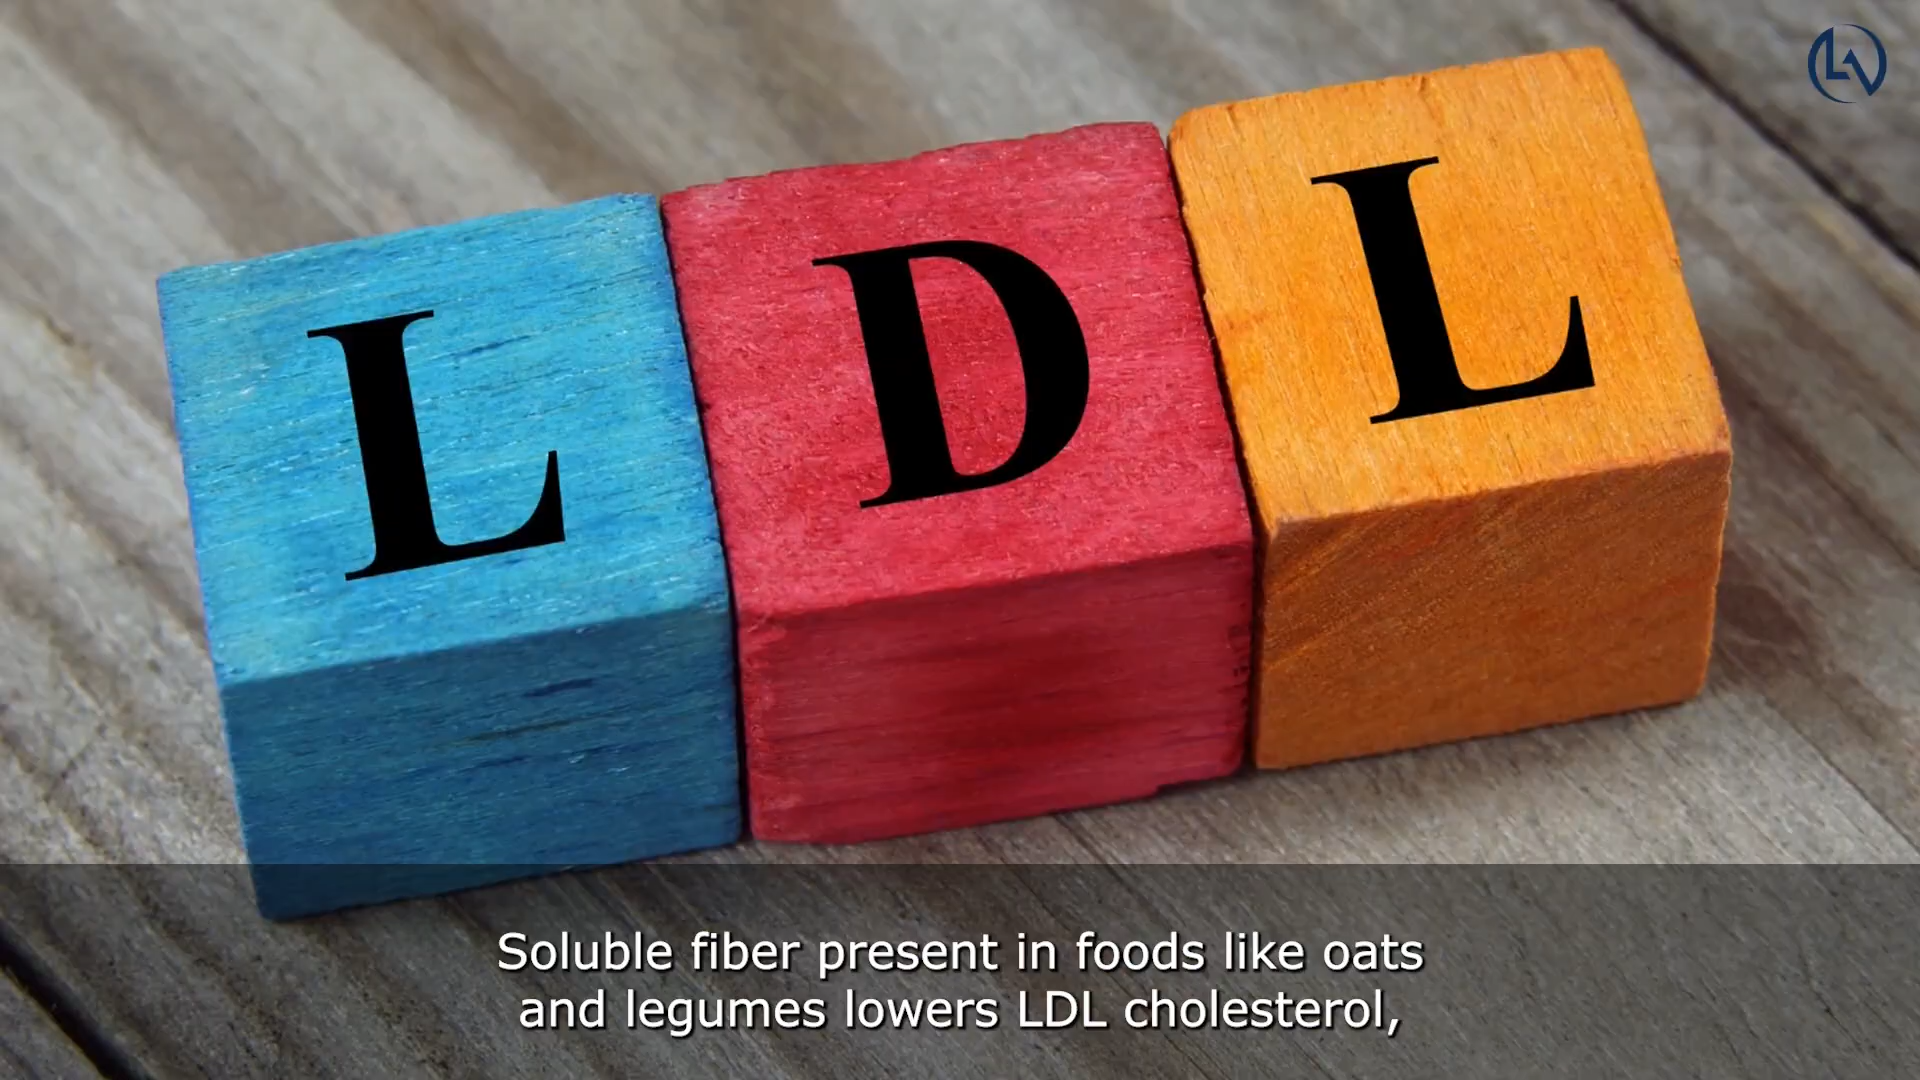 L D L
Soluble fiber present in foods like oats
and legumes lowers LDL cholesterol,